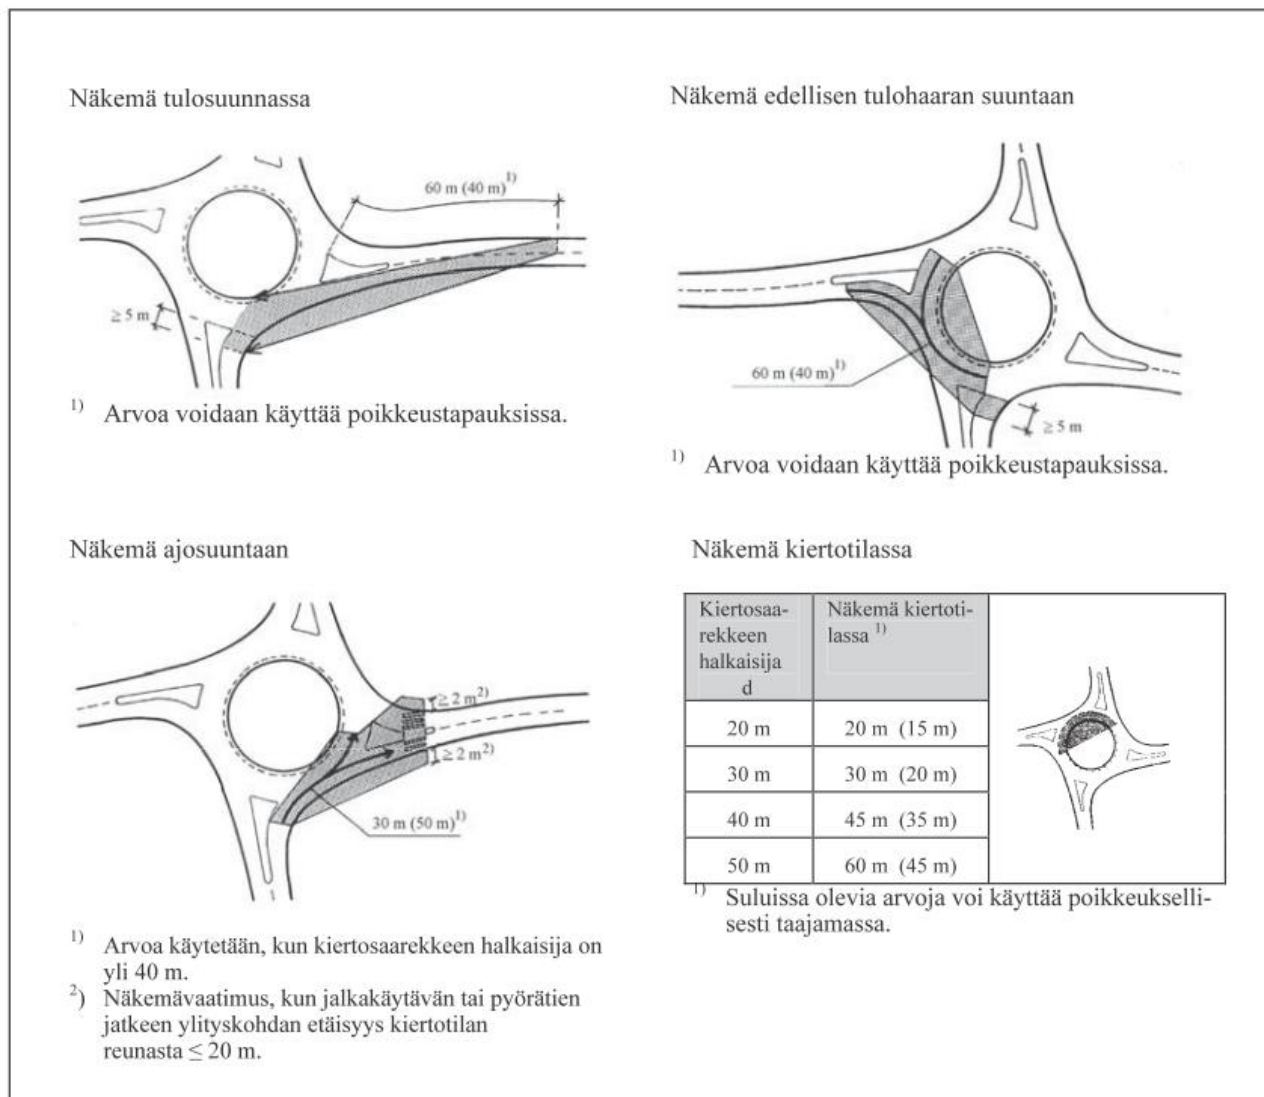 Näkemä tulosuunnassa
60 m (40 m)1)
≥ 5 m
1) Arvoa voidaan käyttää poikkeustapauksissa.
Näkemä edellisen tulohaaran suuntaan
60 m (40 m)1)
≥ 5 m
1) Arvoa voidaan käyttää poikkeustapauksissa.
Näkemä ajosuuntaan
≥ 2 m2)
≥ 2 m2)
30 m (50 m)1)
1) Arvoa käytetään, kun kiertosaarekkeen halkaisija on
yli 40 m.
2) Näkemävaatimus, kun jalkakäytävän tai pyörätien
jatkeen ylityskohdan etäisyys kiertotilan
reunasta ≤ 20 m.
Näkemä kiertotilassa
Kiertosaa-
rekkeen
halkaisija
d
Näkemä kiertoti-
lassa 1)
20 m 20 m (15 m)
30 m 30 m (20 m)
40 m 45 m (35 m)
50 m 60 m (45 m)
1) Suluissa olevia arvoja voi käyttää poikkeukselli-
sesti taajamassa.